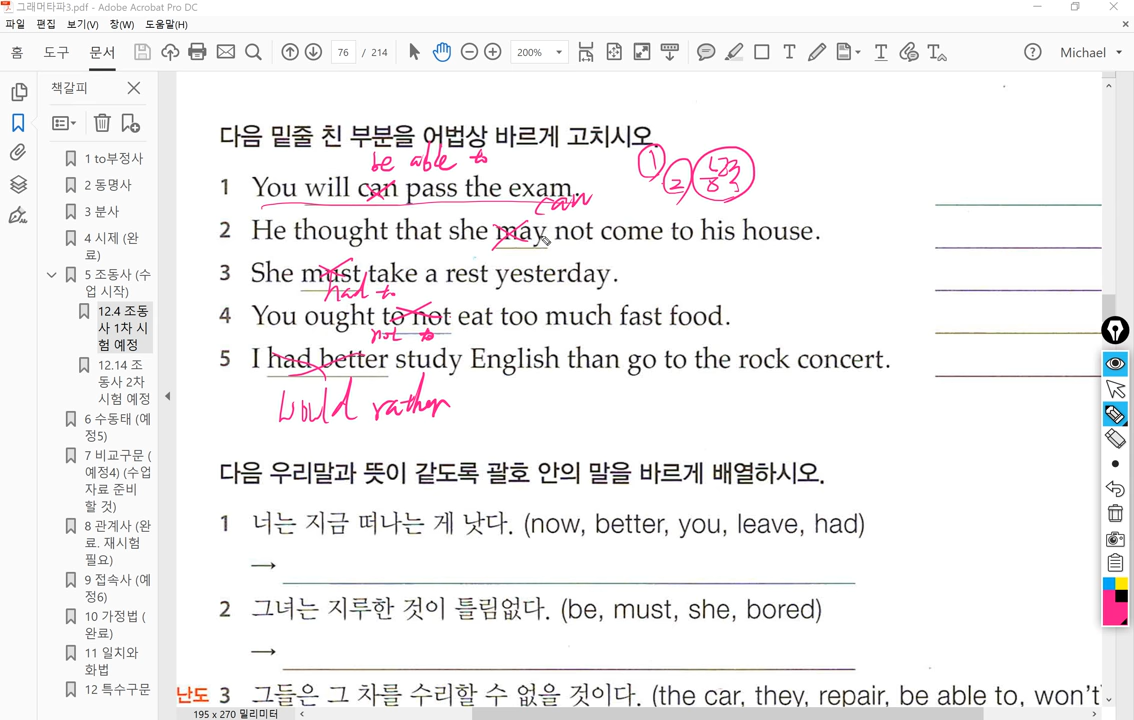 그래머타파3.pdf - Adobe Acrobat Pro DC
파일 편집 보기(V) 창(W) 도움말(H)
홈 도구 문서 76 / 214 200% Michael
책갈피
1 to부정사
2 동명사
3 분사
4 시제 (완
료)
5 조동사 (수
업 시작)
12.4 조동
사 1차 시
험 예정
12.14 조
동사 2차
시험 예정
6 수동태 (예
정5)
7 비교구문 (
예정4) (수업
자료 준비
할 것)
8 관계사 (완
료. 재시험
필요)
9 접속사 (예
정6)
10 가정법 (
완료)
11 일치와
화법
12 특수구문
다음 밑줄 친 부분을 어법상 바르게 고치시오.
be able to
① ②
1 You will can pass the exam.
can
2 He thought that she may not come to his house.
3 She must take a rest yesterday.
had to
4 You ought to not eat too much fast food.
not to
5 I had better study English than go to the rock concert.
would rather
다음 우리말과 뜻이 같도록 괄호 안의 말을 바르게 배열하시오.
1 너는 지금 떠나는 게 낫다. (now, better, you, leave, had)
→
2 그녀는 지루한 것이 틀림없다. (be, must, she, bored)
→
난도 3 그들은 그 차를 수리할 수 없을 것이다. (the car, they, repair, be able to, won't)
195 x 270 밀리미터